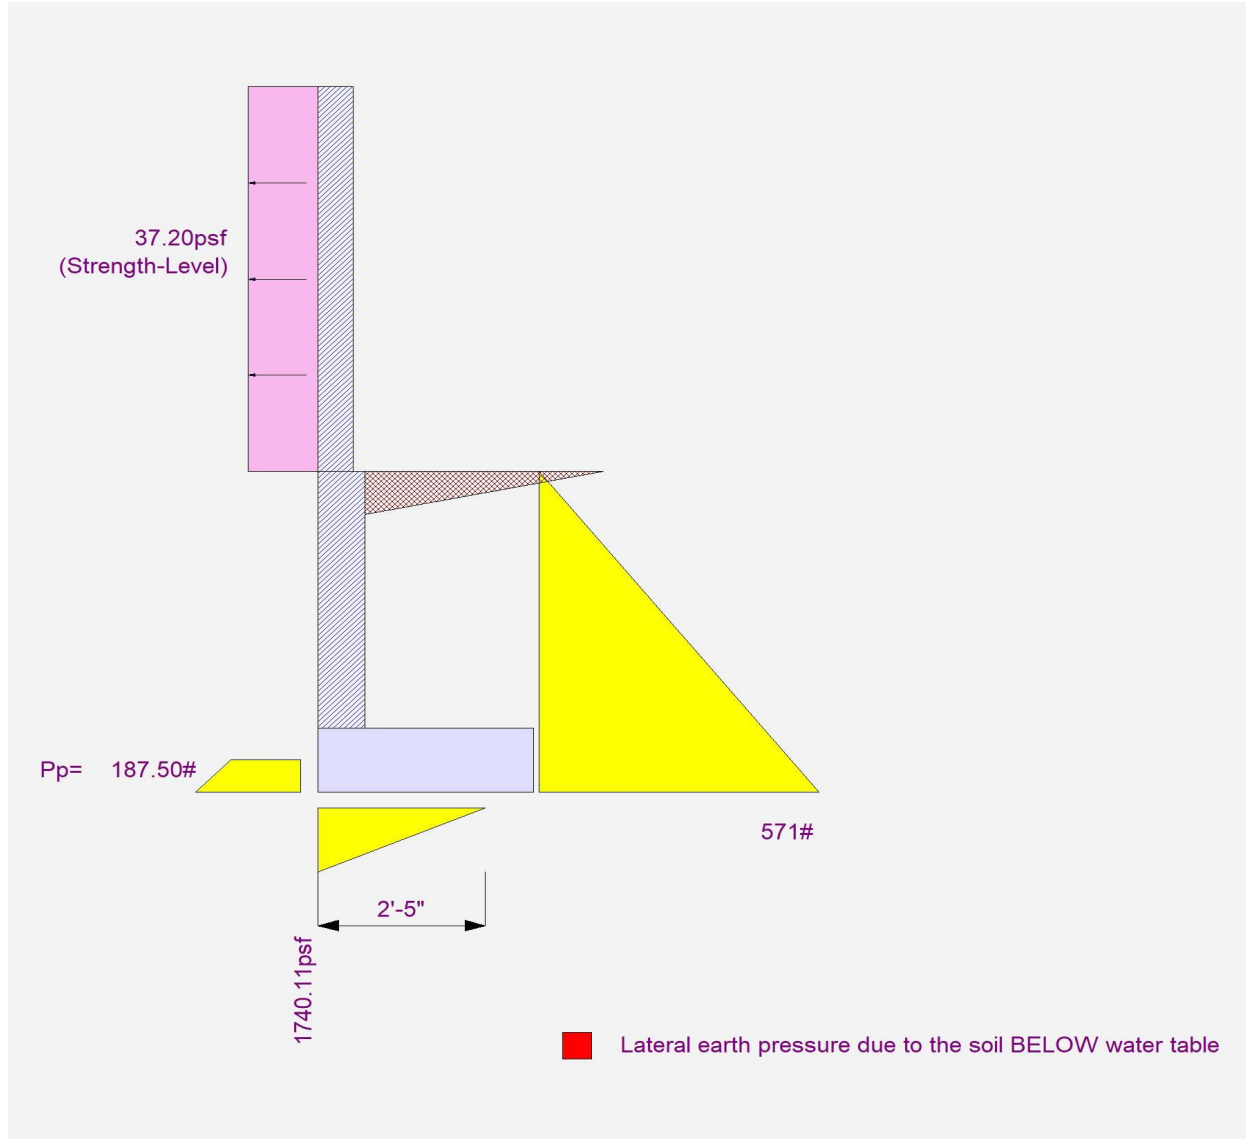 37.20psf
(Strength-Level)
Pp= 187.50#
571#
2'-5"
1740.11psf
Lateral earth pressure due to the soil BELOW water table